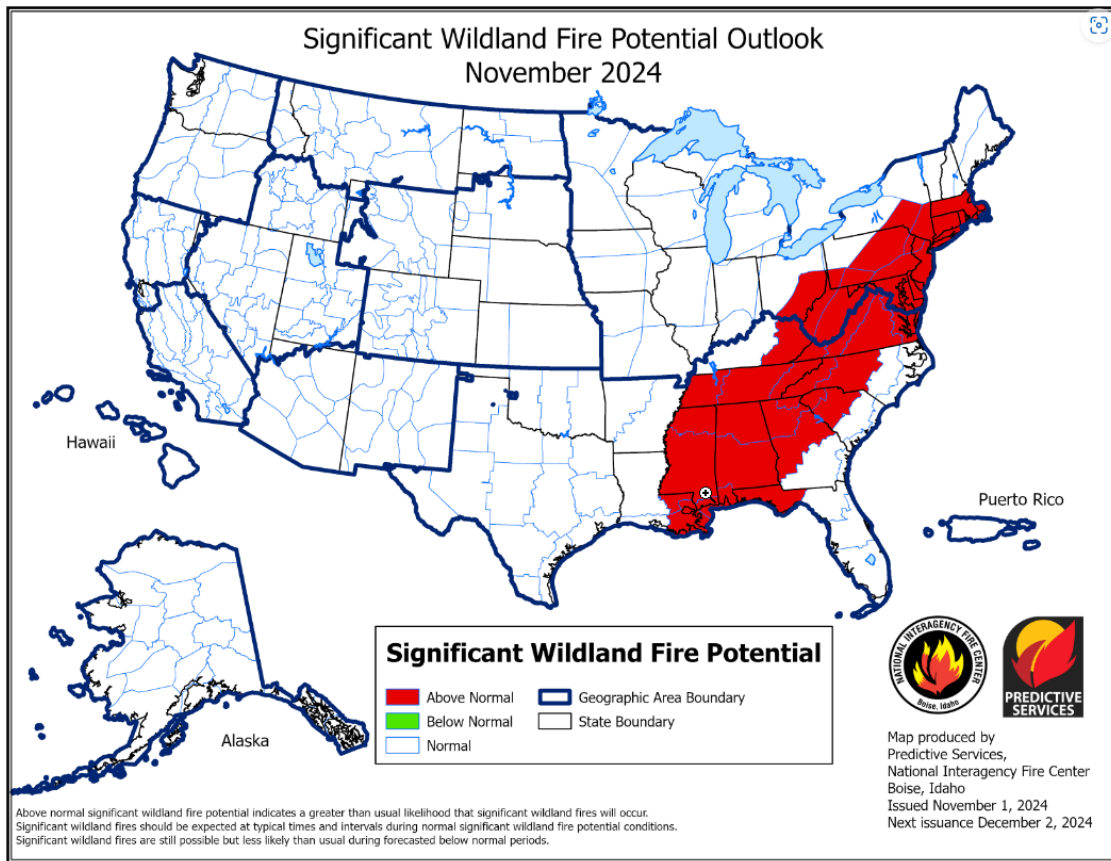 Significant Wildland Fire Potential Outlook
November 2024
Hawaii
Puerto Rico
Alaska
Significant Wildland Fire Potential
Above Normal
Below Normal
Normal
Geographic Area Boundary
State Boundary
NATIONAL INTERAGENCY FIRE CENTER
Boise, Idaho
PREDICTIVE
SERVICES
Map produced by
Predictive Services,
National Interagency Fire Center
Boise, Idaho
Issued November 1, 2024
Next issuance December 2, 2024
Above normal significant wildland fire potential indicates a greater than usual likelihood that significant wildland fires will occur.
Significant wildland fires should be expected at typical times and intervals during normal significant wildland fire potential conditions.
Significant wildland fires are still possible but less likely than usual during forecasted below normal periods.